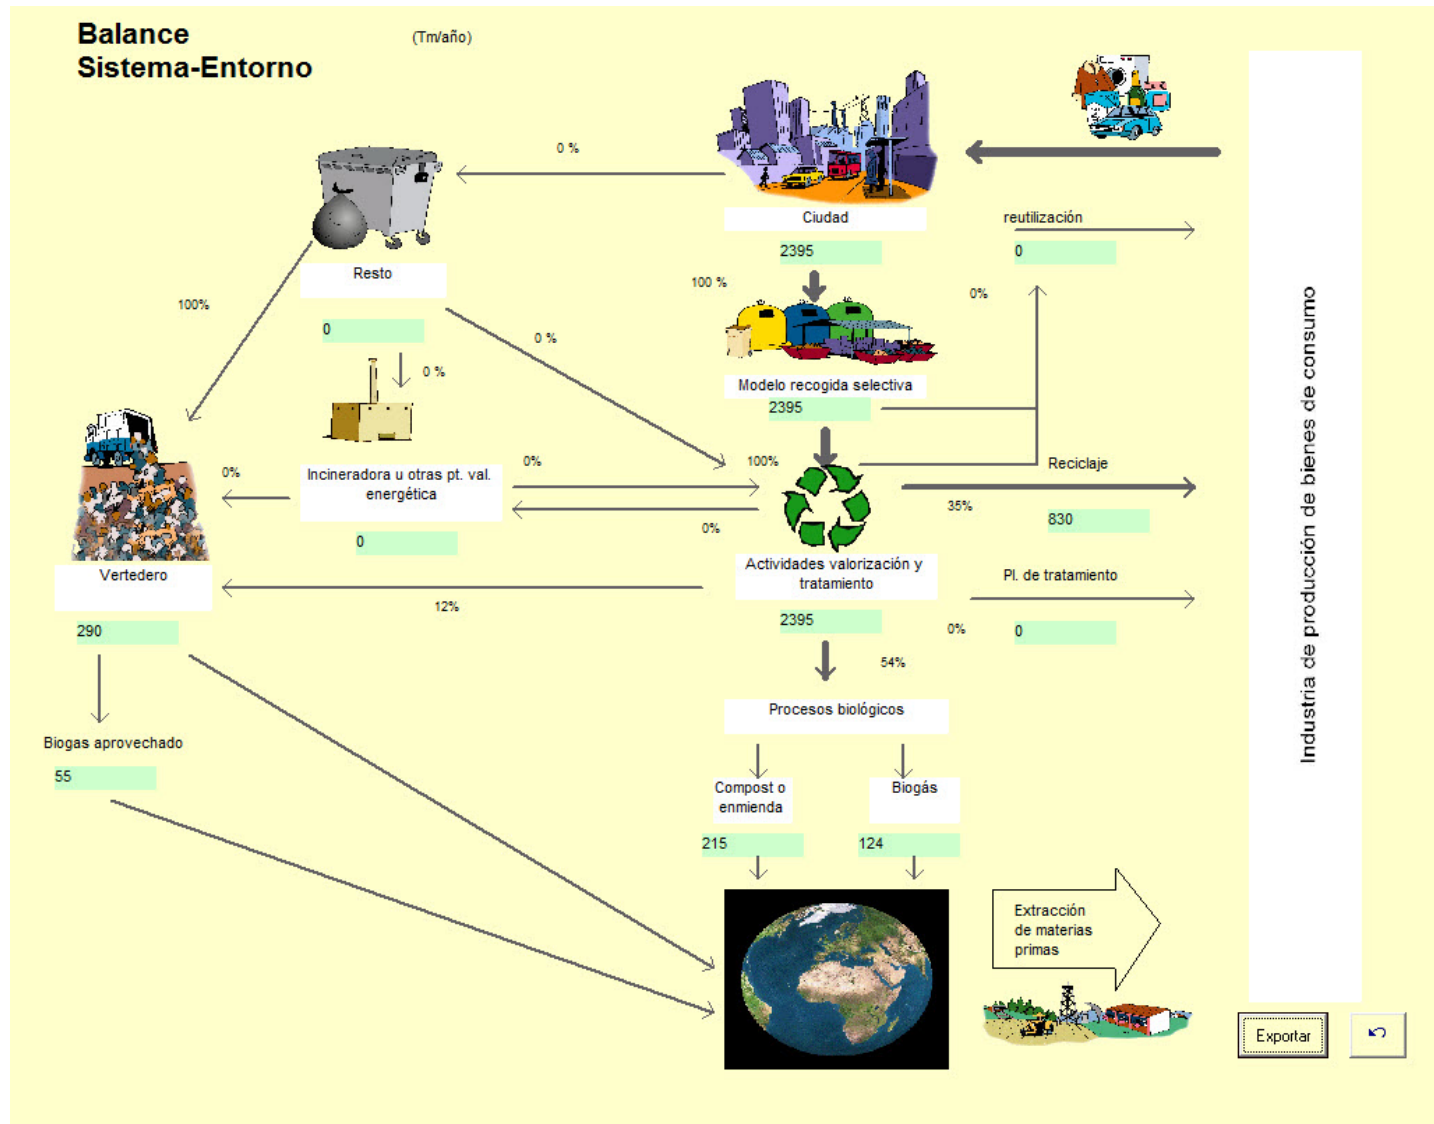 Balance
Sistema-Entorno
(Tm/año)
0 %
Ciudad
2395
reutilización
0
Resto
0
100%
100 %
0%
0 %
0 %
Modelo recogida selectiva
2395
Industria de producción de bienes de consumo
0%
Incineradora u otras pt. val.
energética
0
0%
100%
0%
Reciclaje
35%
830
Vertedero
290
12%
Actividades valorización y
tratamiento
2395
Pl. de tratamiento
0%
0
54%
Procesos biológicos
Biogas aprovechado
55
Compost o
enmienda
215
Biogás
124
Extracción
de materias
primas
Exportar